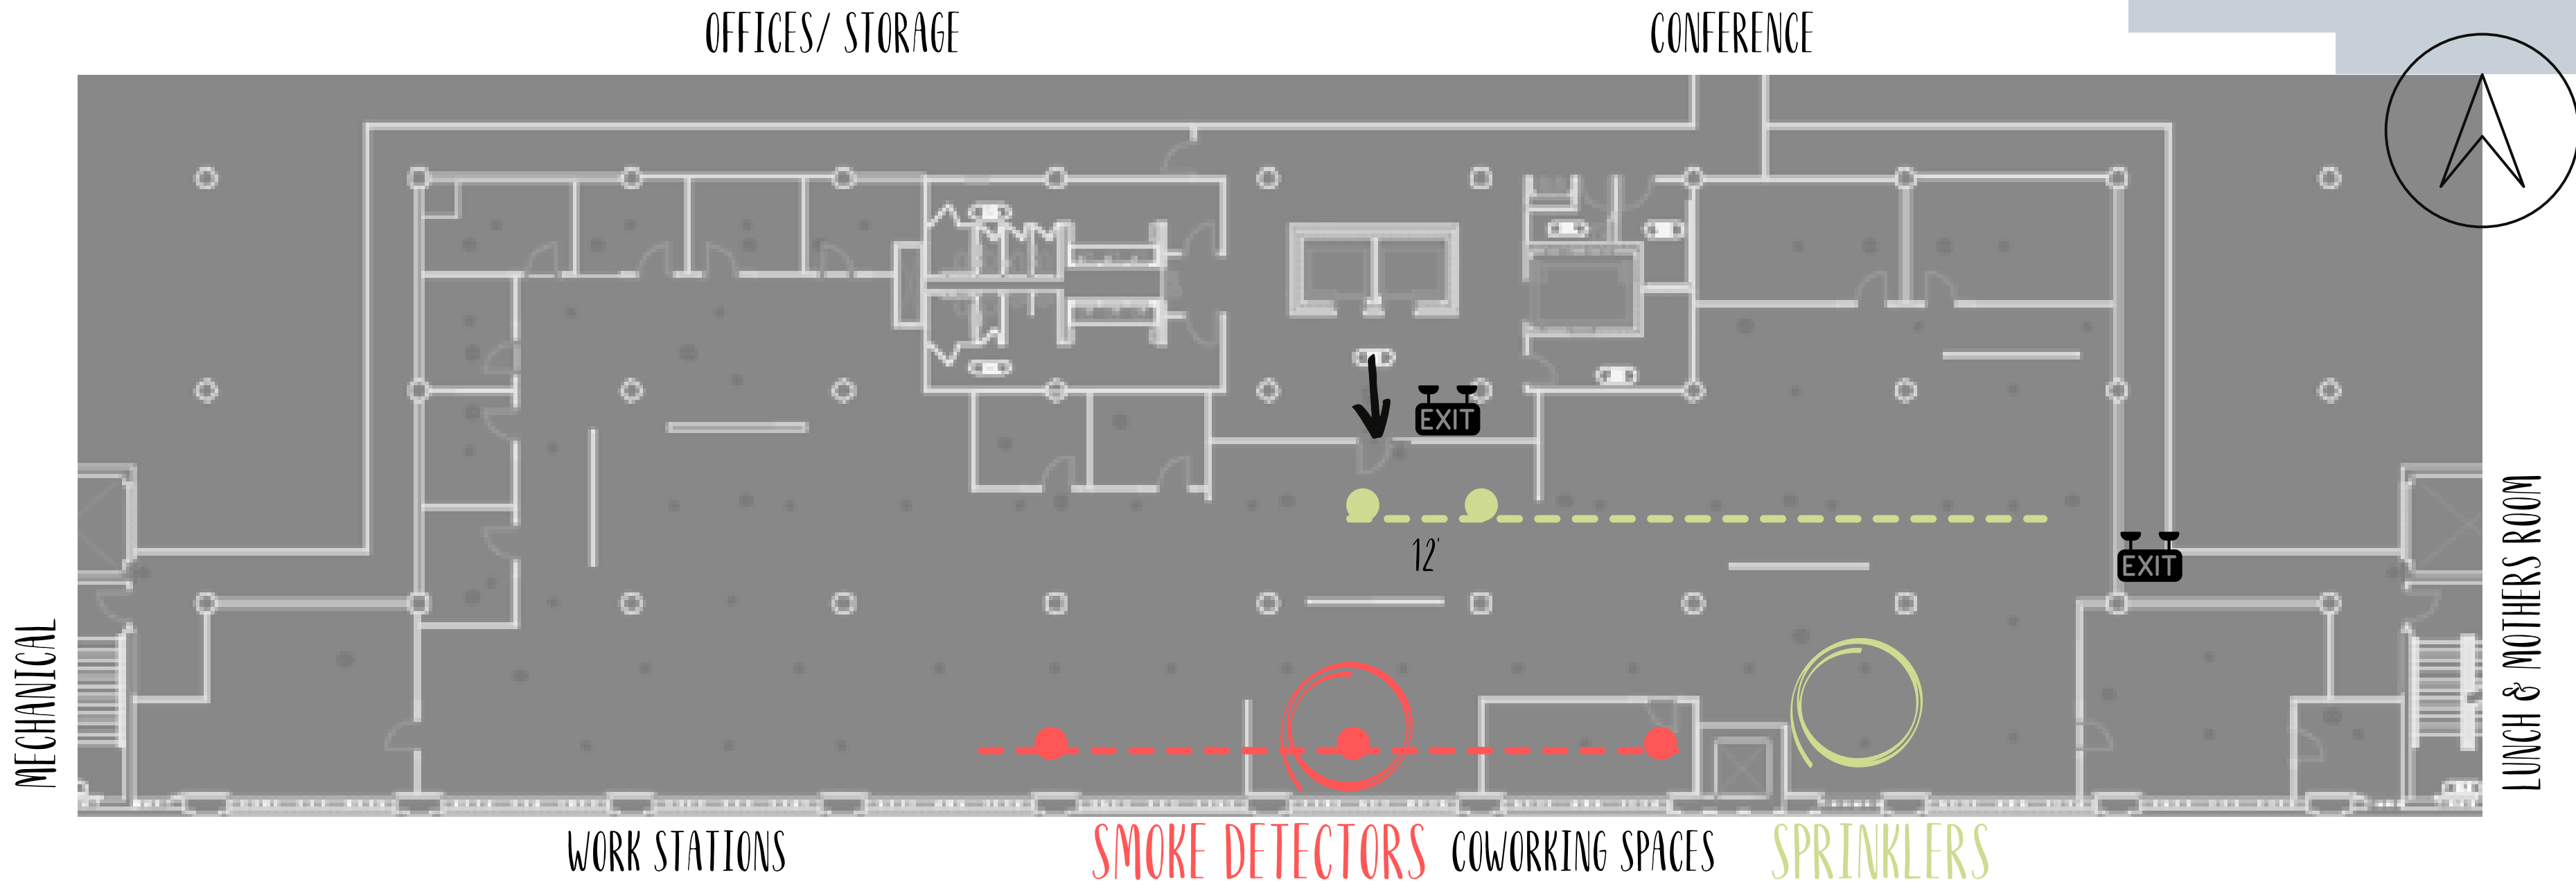 OFFICES/ STORAGE
CONFERENCE
EXIT
12'
EXIT
MECHANICAL
LUNCH & MOTHERS ROOM
WORK STATIONS
SMOKE DETECTORS
COWORKING SPACES
SPRINKLERS